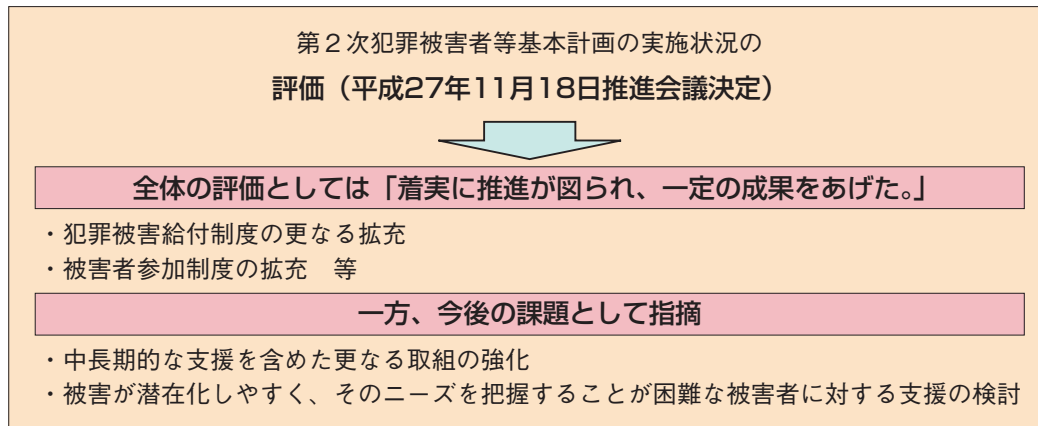 第２次犯罪被害者等基本計画の実施状況の
評価（平成27年11月18日推進会議決定）
全体の評価としては「着実に推進が図られ、一定の成果をあげた。」
・犯罪被害給付制度の更なる拡充
・被害者参加制度の拡充　等
一方、今後の課題として指摘
・中長期的な支援を含めた更なる取組の強化
・被害が潜在化しやすく、そのニーズを把握することが困難な被害者に対する支援の検討